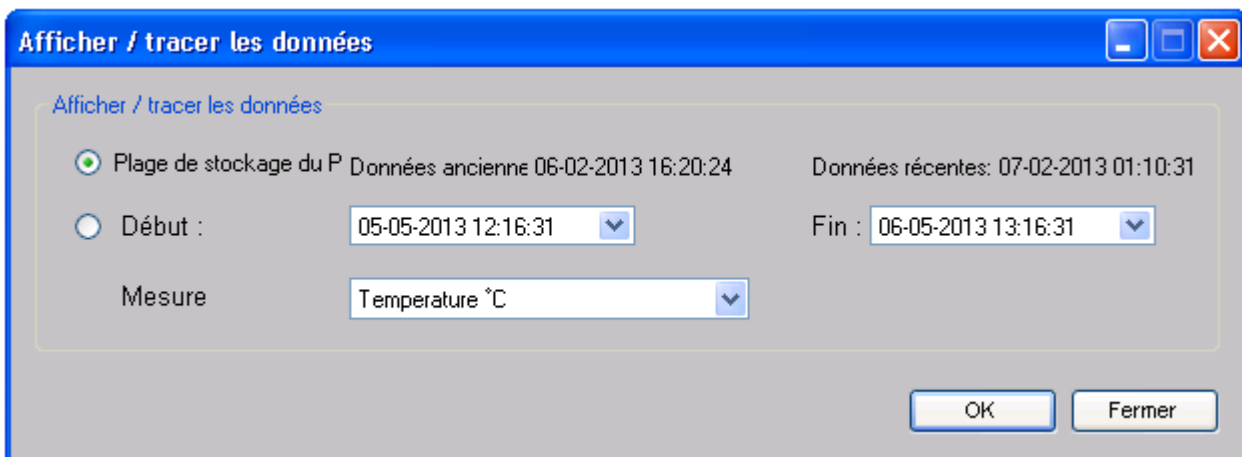 Afficher / tracer les données
Afficher / tracer les données
Plage de stockage du P Données ancienne 06-02-2013 16:20:24 Données récentes: 07-02-2013 01:10:31
Début : 05-05-2013 12:16:31 Fin : 06-05-2013 13:16:31
Mesure Temperature °C
OK Fermer